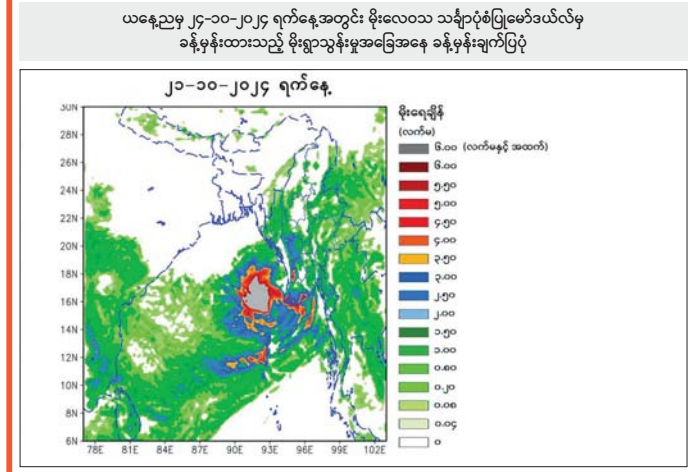 ယနေ့ညမှ ၂၄-၁၀-၂၀၂၄ ရက်နေ့အတွင်း မိုးလေဝသ သင်္ချာပုံစံပြုမော်ဒယ်လ်မှ
ခန့်မှန်းထားသည့် မိုးရွာသွန်းမှုအခြေအနေ ခန့်မှန်းချက်ပြပုံ
၂၁-၁၀-၂၀၂၄ ရက်နေ့
မိုးရေချိန်
(လက်မ)
၆.၀၀ (လက်မနှင့် အထက်)
၆.၀၀
၅.၅၀
၅.၀၀
၄.၅၀
၄.၀၀
၃.၅၀
၃.၀၀
၂.၅၀
၂.၀၀
၁.၅၀
၁.၀၀
၀.၈၀
၀.၂၀
၀.၀၈
၀.၀၄
၀
30N
28N
26N
24N
22N
20N
18N
16N
14N
12N
10N
8N
6N
78E 81E 84E 87E 90E 93E 96E 99E 102E